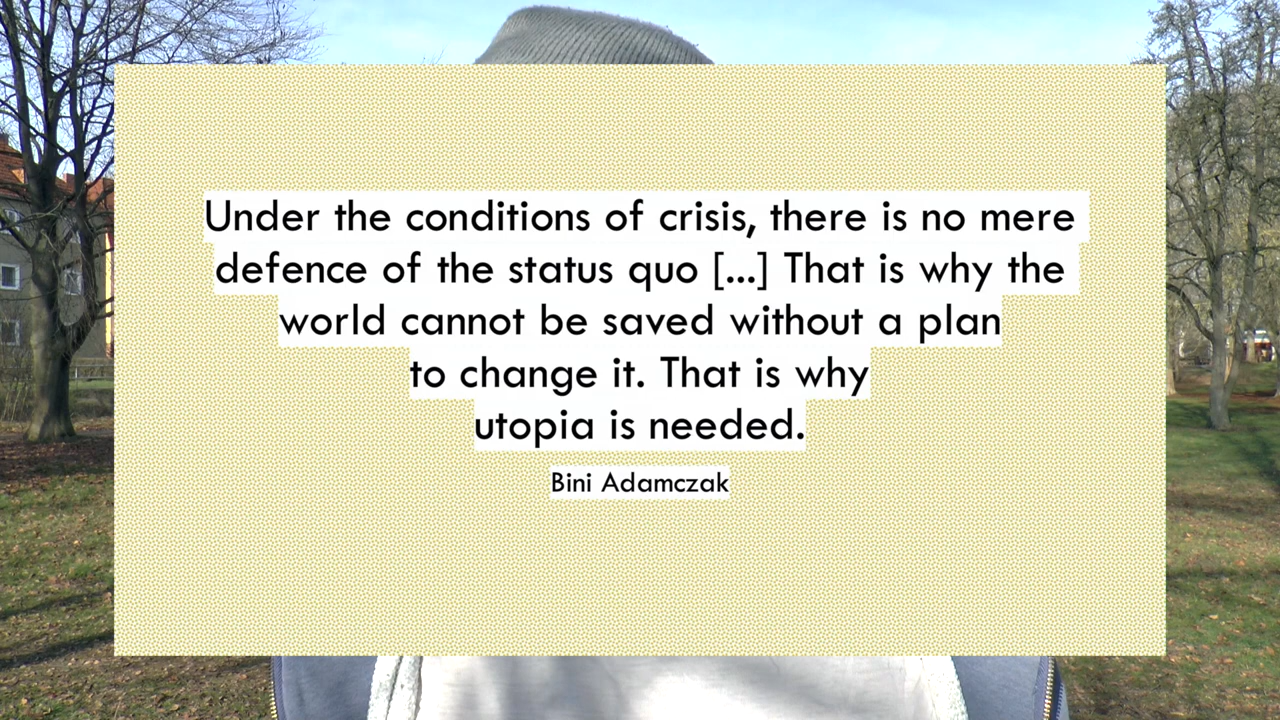 Under the conditions of crisis, there is no mere
defence of the status quo [...] That is why the
world cannot be saved without a plan
to change it. That is why
utopia is needed.
Bini Adamczak